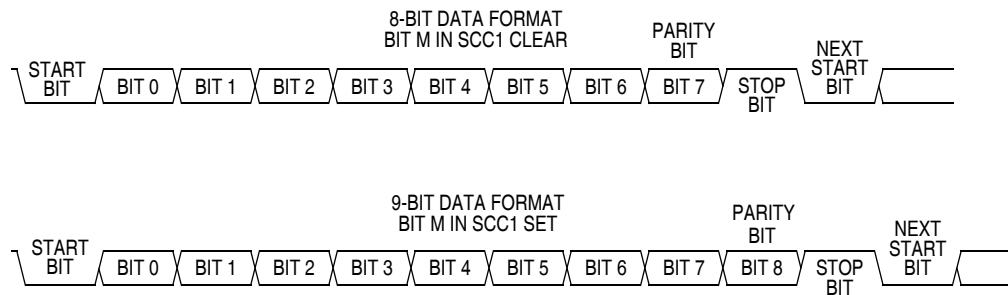 8-BIT DATA FORMAT
BIT M IN SCC1 CLEAR
PARITY
BIT
START
BIT
BIT 0
BIT 1
BIT 2
BIT 3
BIT 4
BIT 5
BIT 6
BIT 7
STOP
BIT
NEXT
START
BIT
9-BIT DATA FORMAT
BIT M IN SCC1 SET
PARITY
BIT
START
BIT
BIT 0
BIT 1
BIT 2
BIT 3
BIT 4
BIT 5
BIT 6
BIT 7
BIT 8
STOP
BIT
NEXT
START
BIT